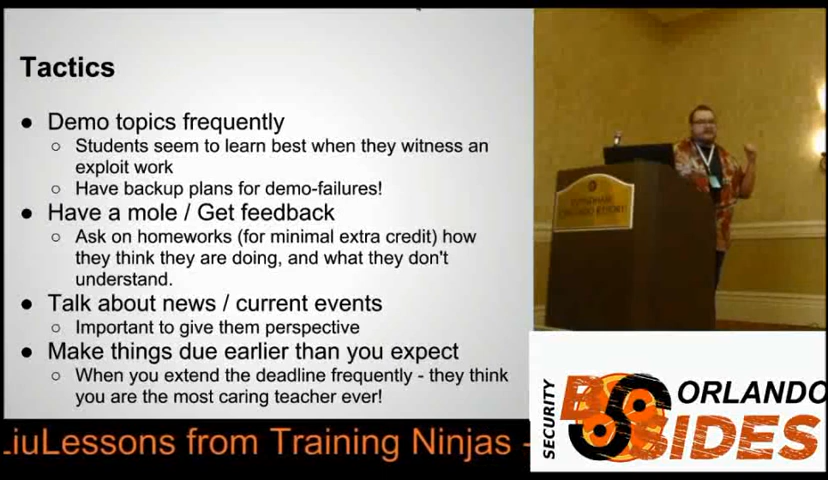 Tactics
● Demo topics frequently
○ Students seem to learn best when they witness an
exploit work
○ Have backup plans for demo-failures!
● Have a mole / Get feedback
○ Ask on homeworks (for minimal extra credit) how
they think they are doing, and what they don't
understand.
● Talk about news / current events
○ Important to give them perspective
● Make things due earlier than you expect
○ When you extend the deadline frequently - they think
you are the most caring teacher ever!
LiuLessons from Training Ninjas -
SECURITY
BSIDES
ORLANDO